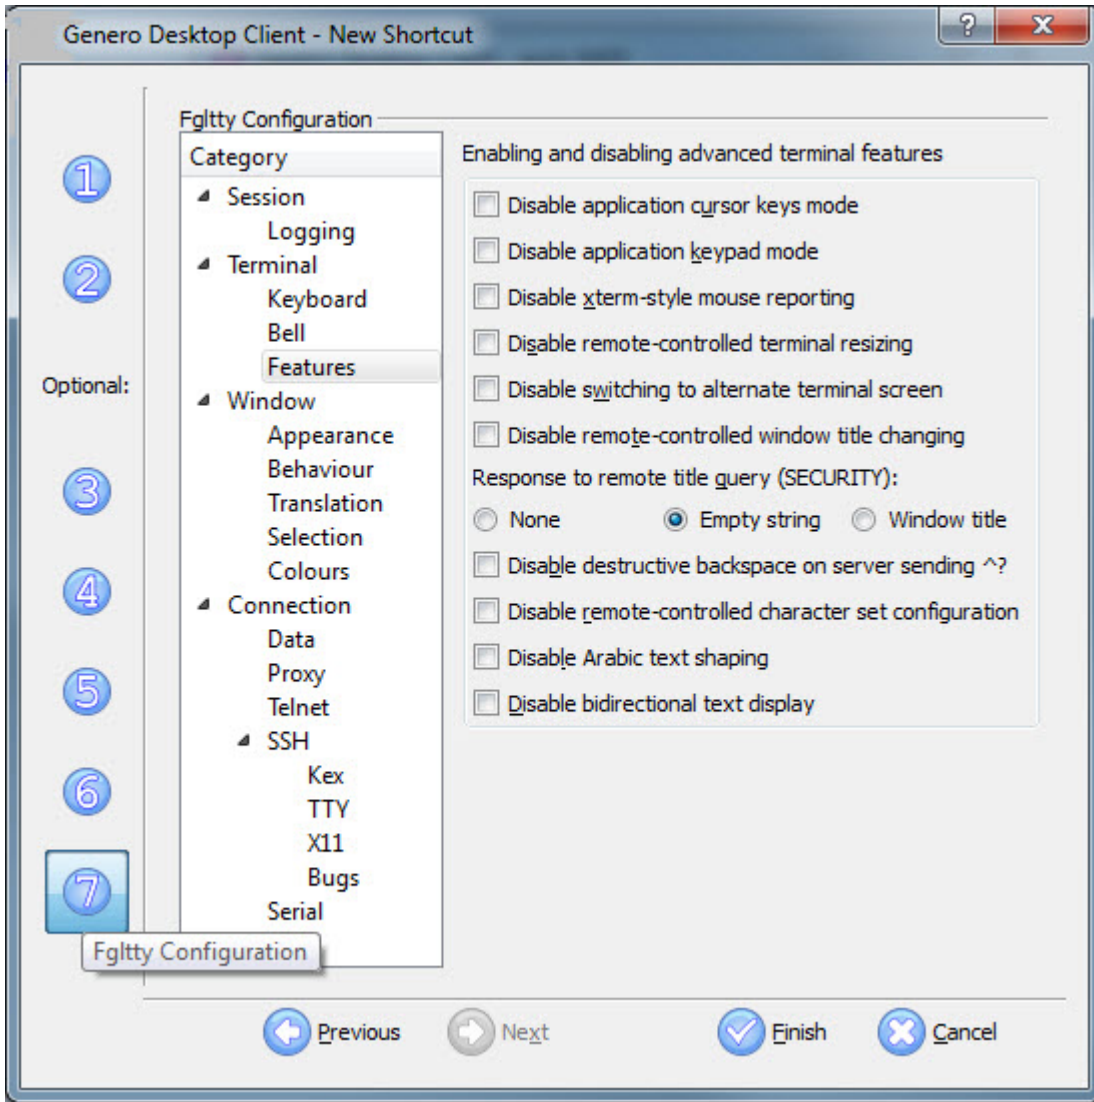 Genero Desktop Client - New Shortcut
?
X
1
2
Optional:
3
4
5
6
7
Fgltty Configuration
Fgltty Configuration
Category
Session
Logging
Terminal
Keyboard
Bell
Features
Window
Appearance
Behaviour
Translation
Selection
Colours
Connection
Data
Proxy
Telnet
SSH
Kex
TTY
X11
Bugs
Serial
Enabling and disabling advanced terminal features
Disable application cursor keys mode
Disable application keypad mode
Disable xterm-style mouse reporting
Disable remote-controlled terminal resizing
Disable switching to alternate terminal screen
Disable remote-controlled window title changing
Response to remote title query (SECURITY):
None Empty string Window title
Disable destructive backspace on server sending ^?
Disable remote-controlled character set configuration
Disable Arabic text shaping
Disable bidirectional text display
Previous Next Finish Cancel